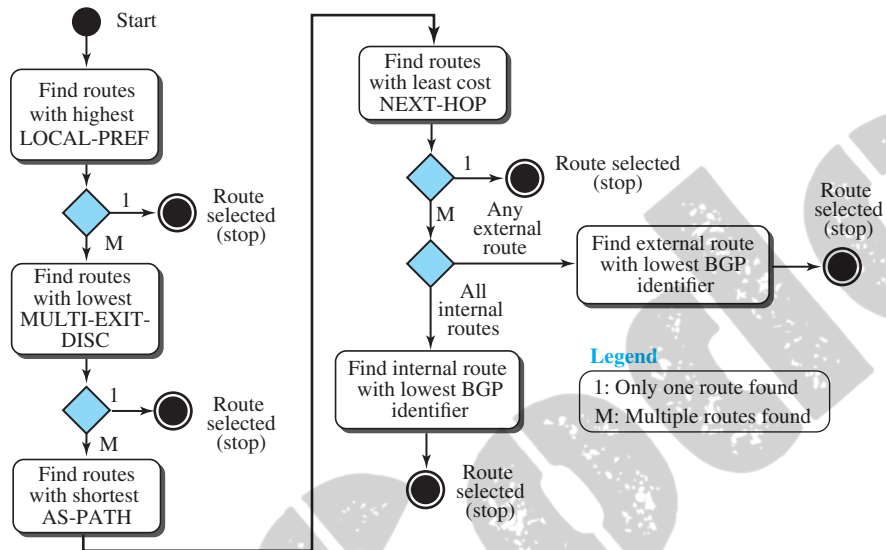 Start
Find routes
with highest
LOCAL-PREF
1
Route
selected
(stop)
M
Find routes
with lowest
MULTI-EXIT-
DISC
1
Route
selected
(stop)
M
Find routes
with shortest
AS-PATH
Find routes
with least cost
NEXT-HOP
1
Route selected
(stop)
M
Any
external
route
Find external route
with lowest BGP
identifier
Route
selected
(stop)
All
internal
routes
Find internal route
with lowest BGP
identifier
Route
selected
(stop)
Legend
1: Only one route found
M: Multiple routes found